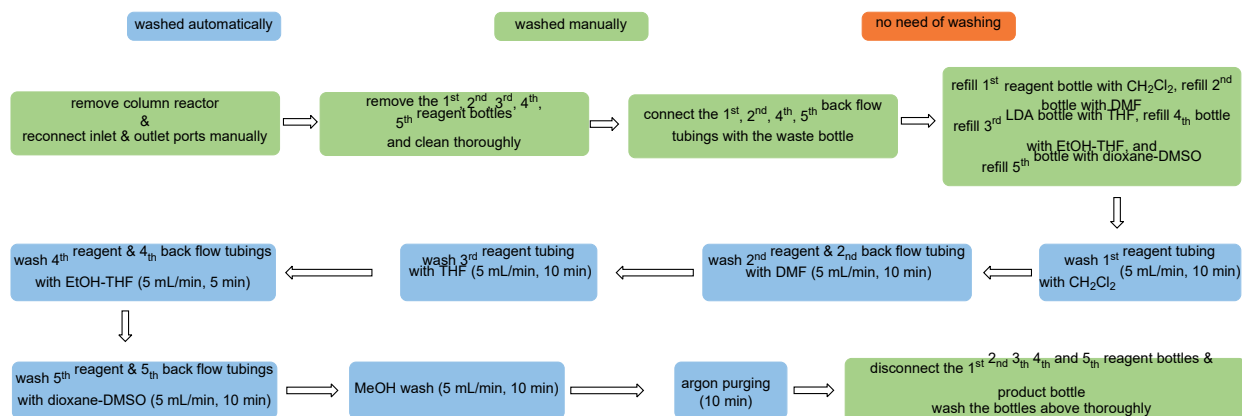 washed automatically
washed manually
no need of washing
remove column reactor
&
reconnect inlet & outlet ports manually
remove the 1st, 2nd, 3rd, 4th,
5th reagent bottles
and clean thoroughly
connect the 1st, 2nd, 4th, 5th back flow
tubings with the waste bottle
refill 1st reagent bottle with CH2Cl2, refill 2nd
bottle with DMF
refill 3rd LDA bottle with THF, refill 4th bottle
with EtOH-THF, and
refill 5th bottle with dioxane-DMSO
wash 4th reagent & 4th back flow tubings
with EtOH-THF (5 mL/min, 5 min)
wash 3rd reagent tubing
with THF (5 mL/min, 10 min)
wash 2nd reagent & 2nd back flow tubings
with DMF (5 mL/min, 10 min)
wash 1st reagent tubing
with CH2Cl2 (5 mL/min, 10 min)
wash 5th reagent & 5th back flow tubings
with dioxane-DMSO (5 mL/min, 10 min)
MeOH wash (5 mL/min, 10 min)
argon purging
(10 min)
disconnect the 1st 2nd 3th 4th and 5th reagent bottles &
product bottle
wash the bottles above thoroughly